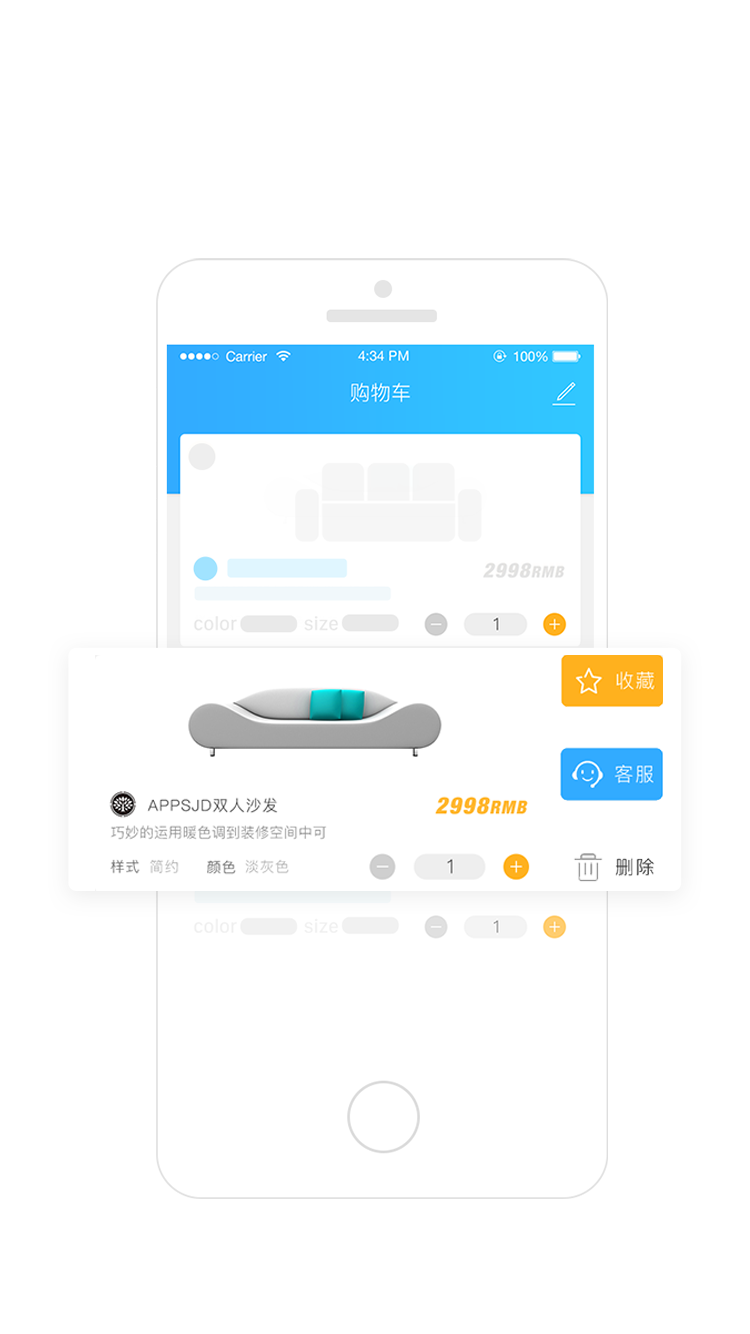 Carrier 4:34 PM 100%
购物车
2998RMB
color size 1
收藏
客服
APPSJD双人沙发 2998RMB
巧妙的运用暖色调到装修空间中可
样式 简约 颜色 淡灰色 1 删除
color size 1